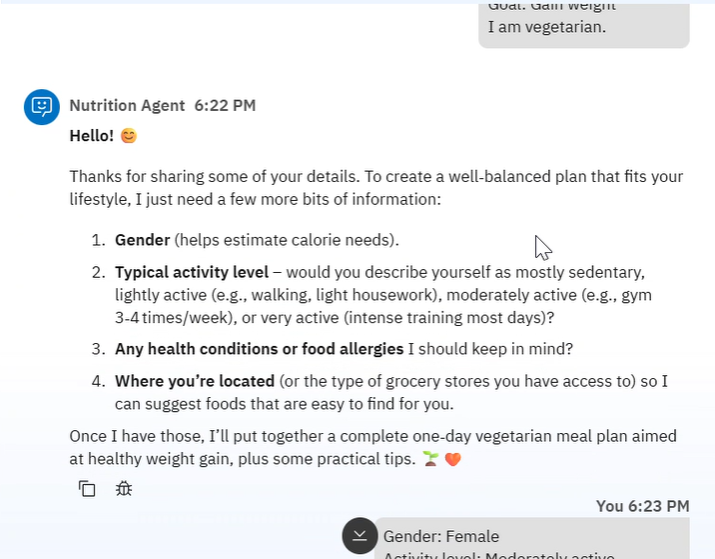 Goal: Gain weight
I am vegetarian.
Nutrition Agent 6:22 PM
Hello! 😊
Thanks for sharing some of your details. To create a well-balanced plan that fits your
lifestyle, I just need a few more bits of information:
1. Gender (helps estimate calorie needs).
2. Typical activity level – would you describe yourself as mostly sedentary,
lightly active (e.g., walking, light housework), moderately active (e.g., gym
3-4 times/week), or very active (intense training most days)?
3. Any health conditions or food allergies I should keep in mind?
4. Where you’re located (or the type of grocery stores you have access to) so I
can suggest foods that are easy to find for you.
Once I have those, I’ll put together a complete one-day vegetarian meal plan aimed
at healthy weight gain, plus some practical tips. 🌱 ❤️
You 6:23 PM
Gender: Female
Activity level: Moderately active